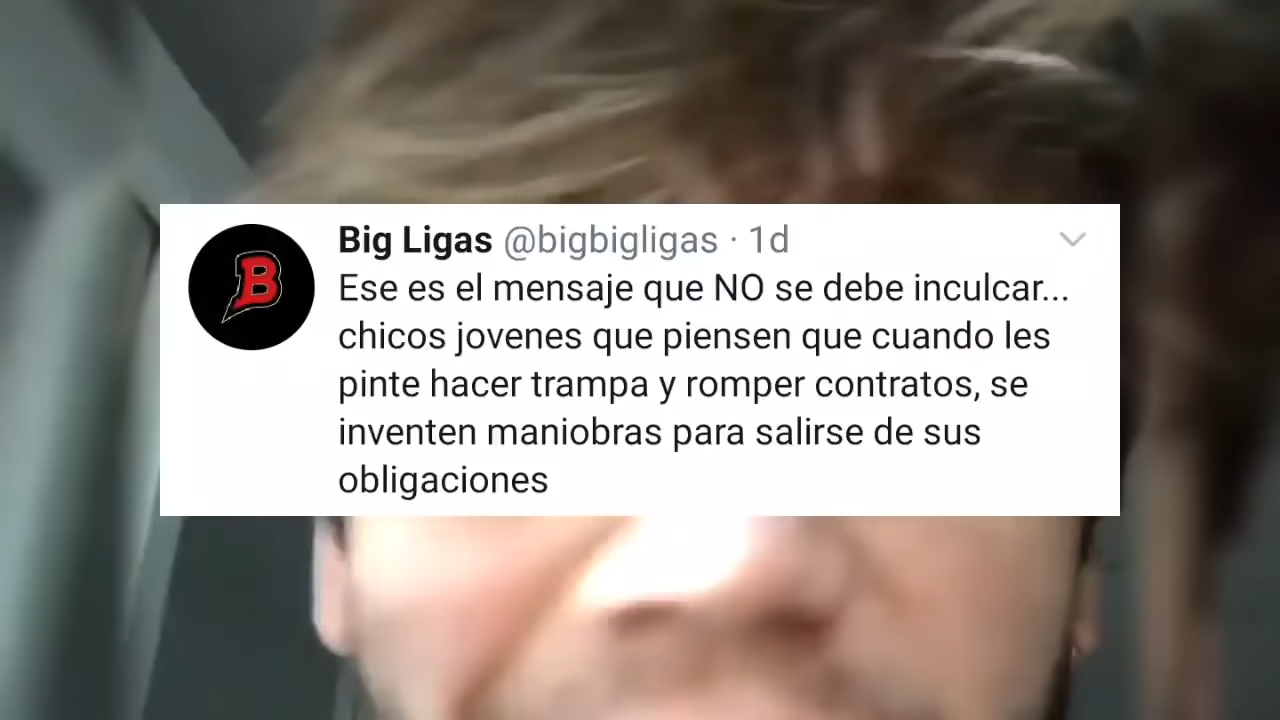 Big Ligas @bigbigligas · 1d
Ese es el mensaje que NO se debe inculcar...
chicos jovenes que piensen que cuando les
pinte hacer trampa y romper contratos, se
inventen maniobras para salirse de sus
obligaciones
B